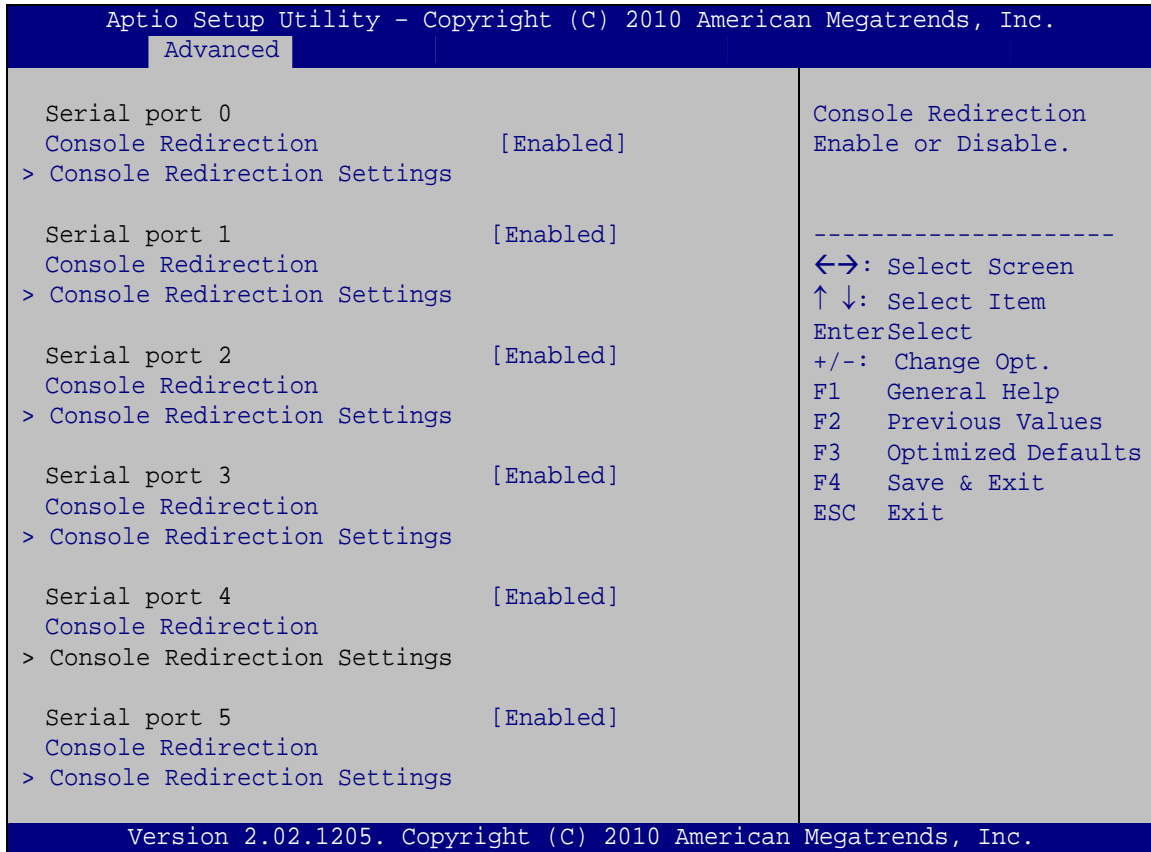 Aptio Setup Utility – Copyright (C) 2010 American Megatrends, Inc.
Advanced
Serial port 0
Console Redirection [Enabled]
> Console Redirection Settings
Serial port 1 [Enabled]
Console Redirection
> Console Redirection Settings
Serial port 2 [Enabled]
Console Redirection
> Console Redirection Settings
Serial port 3 [Enabled]
Console Redirection
> Console Redirection Settings
Serial port 4 [Enabled]
Console Redirection
> Console Redirection Settings
Serial port 5 [Enabled]
Console Redirection
> Console Redirection Settings
Console Redirection
Enable or Disable.
---------------------
←→: Select Screen
↑ ↓: Select Item
EnterSelect
+/-: Change Opt.
F1 General Help
F2 Previous Values
F3 Optimized Defaults
F4 Save & Exit
ESC Exit
Version 2.02.1205. Copyright (C) 2010 American Megatrends, Inc.